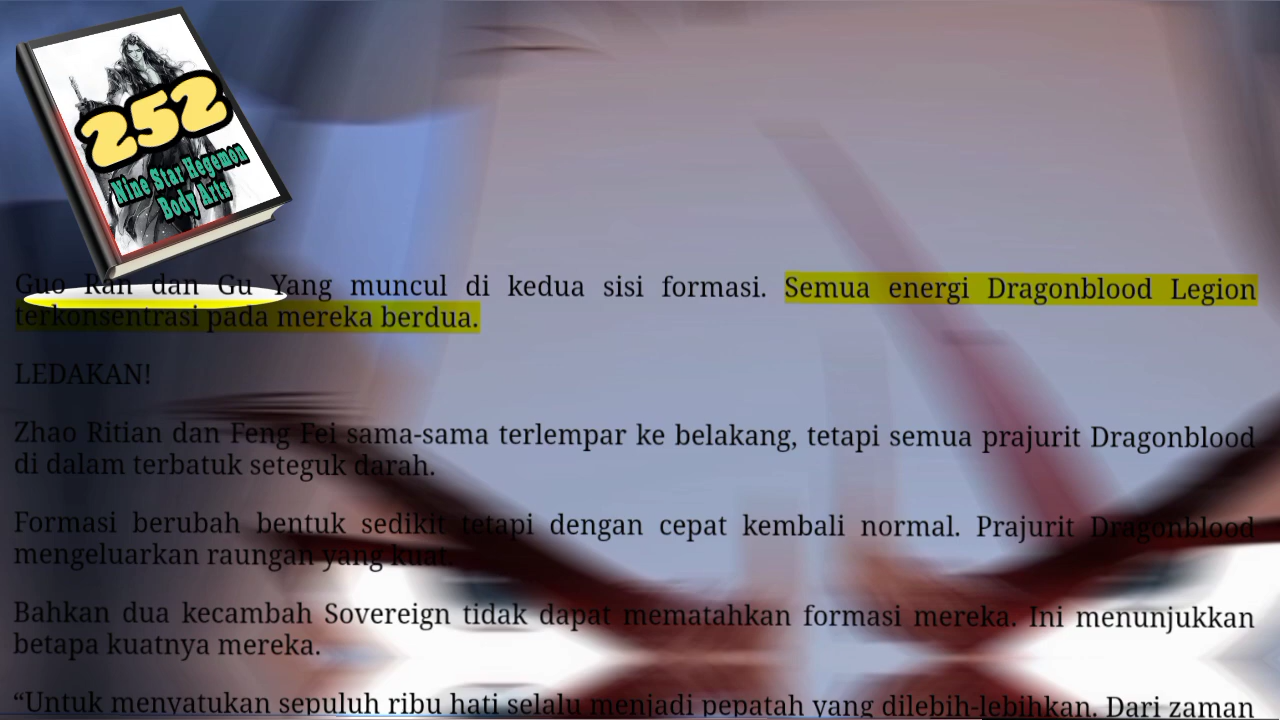 252
Nine Star Hegemon
Body Arts
Guo Ran dan Gu Yang muncul di kedua sisi formasi. Semua energi Dragonblood Legion
terkonsentrasi pada mereka berdua.
LEDAKAN!
Zhao Ritian dan Feng Fei sama-sama terlempar ke belakang, tetapi semua prajurit Dragonblood
di dalam terbatuk seteguk darah.
Formasi berubah bentuk sedikit tetapi dengan cepat kembali normal. Prajurit Dragonblood
mengeluarkan raungan yang kuat.
Bahkan dua kecambah Sovereign tidak dapat mematahkan formasi mereka. Ini menunjukkan
betapa kuatnya mereka.
“Untuk menyatukan sepuluh ribu hati selalu menjadi pepatah yang dilebih-lebihkan. Dari zaman